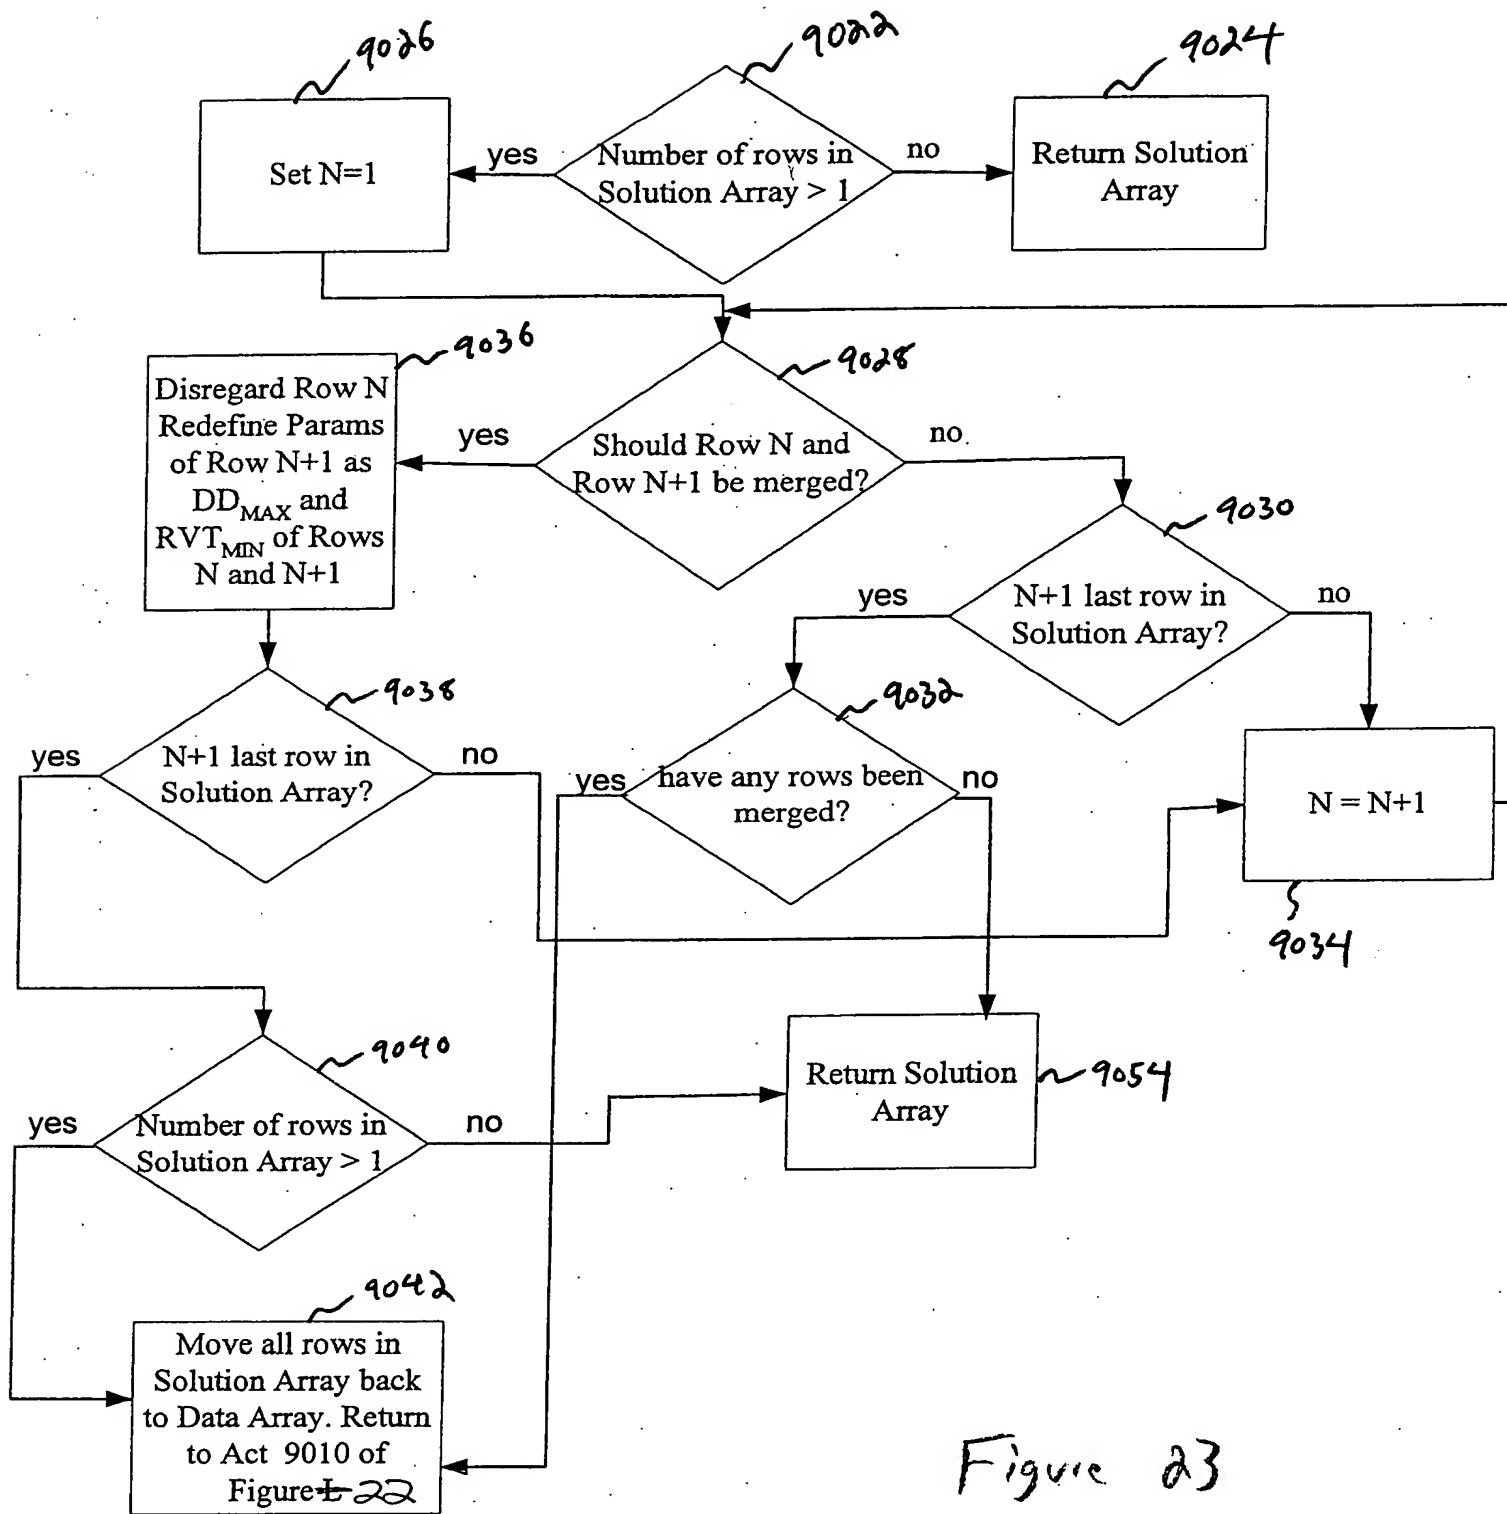 9026
9022
9024
Set N=1
yes
Number of rows in
Solution Array > 1
no
Return Solution
Array
9036
9028
Disregard Row N
Redefine Params
of Row N+1 as
DD_MAX and
RVT_MIN of Rows
N and N+1
yes
Should Row N and
Row N+1 be merged?
no
9030
yes
N+1 last row in
Solution Array?
no
9038
9032
yes
N+1 last row in
Solution Array?
no
yes
have any rows been
merged?
no
N = N+1
9034
9040
yes
Number of rows in
Solution Array > 1
no
Return Solution
Array
9054
9042
Move all rows in
Solution Array back
to Data Array. Return
to Act 9010 of
Figure L 22
Figure 23